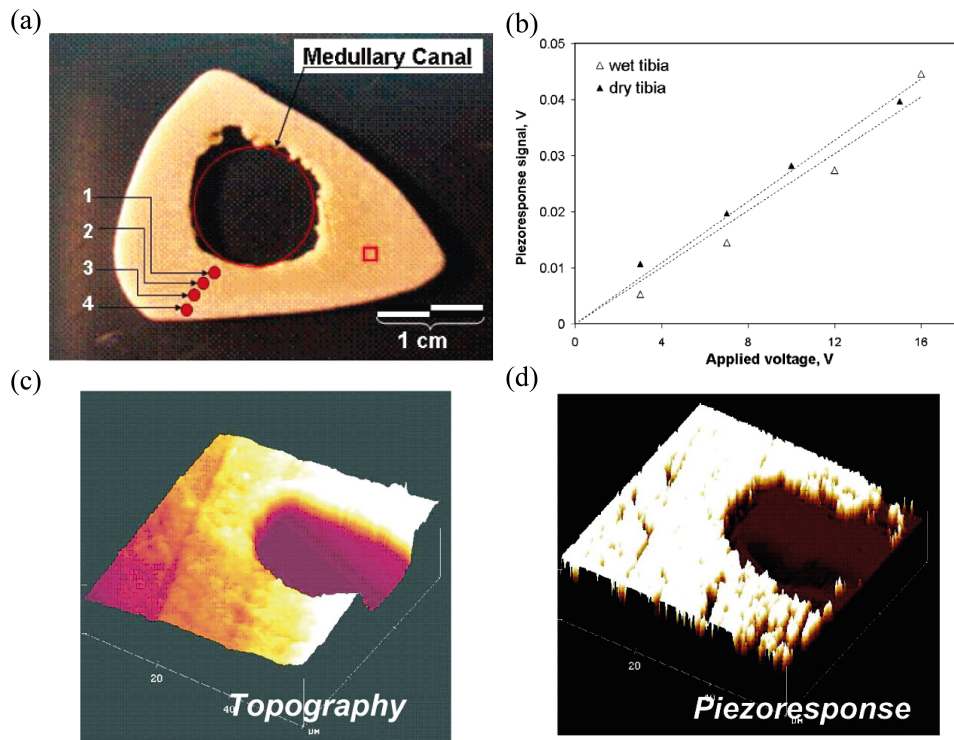 (a)
Medullary Canal
1
2
3
4
1 cm
(b)
0.05
0.04
0.03
0.02
0.01
0
Piezoresponse signal, V
△ wet tibia
▲ dry tibia
0 4 8 12 16
Applied voltage, V
(c)
20
40
Topography
(d)
20
Piezoresponse